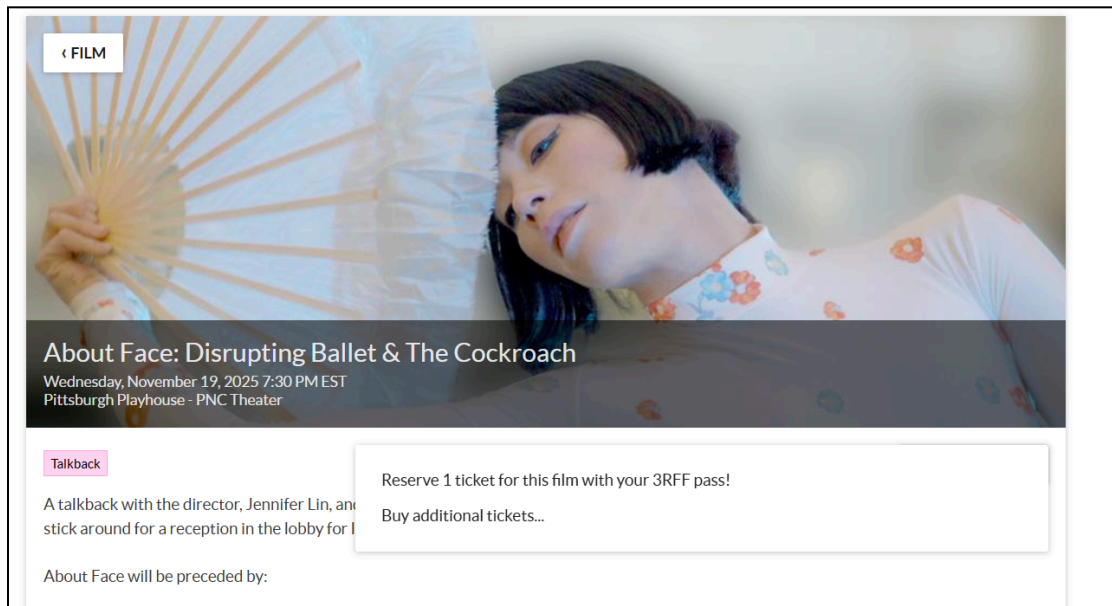 ‹ FILM
About Face: Disrupting Ballet & The Cockroach
Wednesday, November 19, 2025 7:30 PM EST
Pittsburgh Playhouse - PNC Theater
Talkback
Reserve 1 ticket for this film with your 3RFF pass!
A talkback with the director, Jennifer Lin, and
Buy additional tickets...
stick around for a reception in the lobby for
About Face will be preceded by: